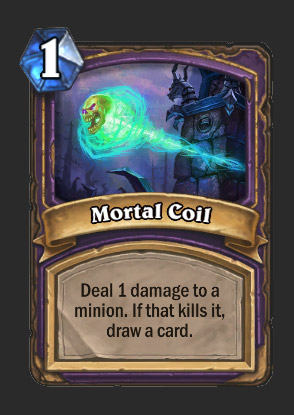 1
Mortal Coil
Deal 1 damage to a
minion. If that kills it,
draw a card.